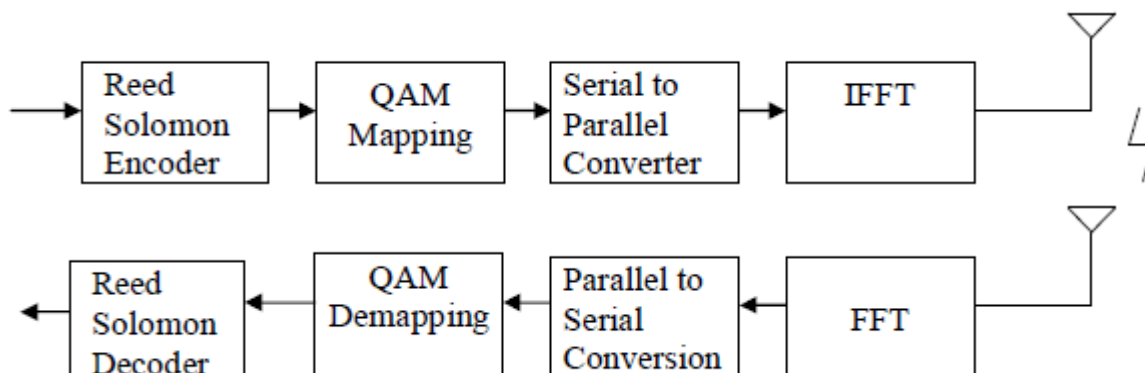 Reed
Solomon
Encoder
QAM
Mapping
Serial to
Parallel
Converter
IFFT
Reed
Solomon
Decoder
QAM
Demapping
Parallel to
Serial
Conversion
FFT